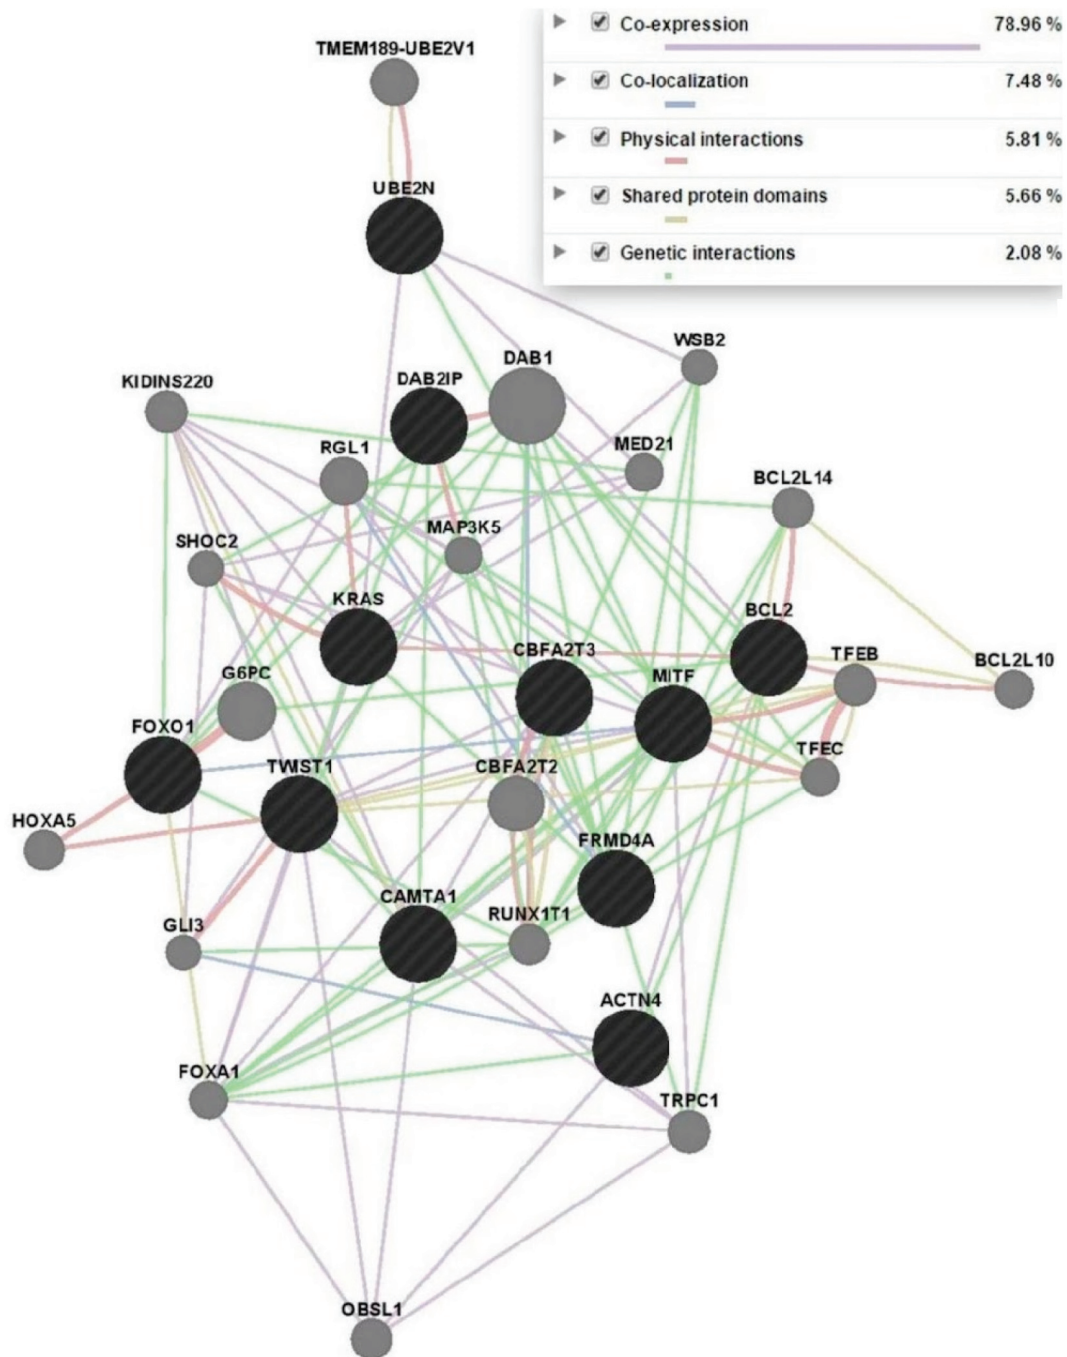 Co-expression 78.96 %
TMEM189-UBE2V1
Co-localization 7.48 %
Physical interactions 5.81 %
UBE2N
Shared protein domains 5.66 %
Genetic interactions 2.08 %
WSB2
DAB1
DAB2IP
KIDINS220
RGL1
MED21
BCL2L14
MAP3K5
SHOC2
KRAS
BCL2
CBFA2T3
TFEB
BCL2L10
G6PC
MITF
FOXO1
TWIST1
CBFA2T2
TFEC
HOXA5
FRMD4A
CAMTA1
RUNX1T1
GLI3
ACTN4
FOXA1
TRPC1
OBSL1